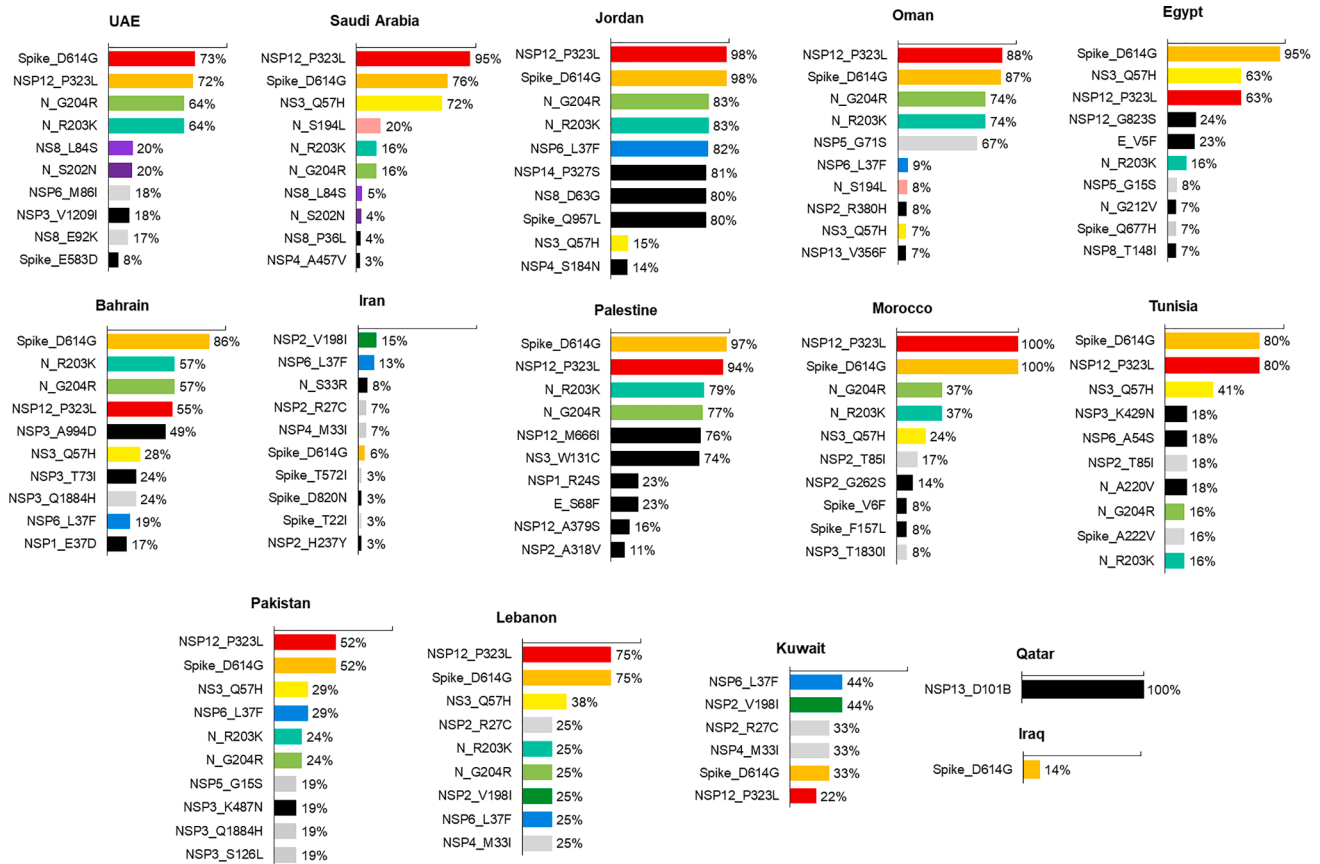 UAE
Spike_D614G 73%
NSP12_P323L 72%
N_G204R 64%
N_R203K 64%
NS8_L84S 20%
N_S202N 20%
NSP6_M86I 18%
NSP3_V1209I 18%
NS8_E92K 17%
Spike_E583D 8%
Saudi Arabia
NSP12_P323L 95%
Spike_D614G 76%
NS3_Q57H 72%
N_S194L 20%
N_R203K 16%
N_G204R 16%
NS8_L84S 5%
N_S202N 4%
NS8_P36L 4%
NSP4_A457V 3%
Jordan
NSP12_P323L 98%
Spike_D614G 98%
N_G204R 83%
N_R203K 83%
NSP6_L37F 82%
NSP14_P327S 81%
NS8_D63G 80%
Spike_Q957L 80%
NS3_Q57H 15%
NSP4_S184N 14%
Oman
NSP12_P323L 88%
Spike_D614G 87%
N_G204R 74%
N_R203K 74%
NSP5_G71S 67%
NSP6_L37F 9%
N_S194L 8%
NSP2_R380H 8%
NS3_Q57H 7%
NSP13_V356F 7%
Egypt
Spike_D614G 95%
NS3_Q57H 63%
NSP12_P323L 63%
NSP12_G823S 24%
E_V5F 23%
N_R203K 16%
NSP5_G15S 8%
N_G212V 7%
Spike_Q677H 7%
NSP8_T148I 7%
Bahrain
Spike_D614G 86%
N_R203K 57%
N_G204R 57%
NSP12_P323L 55%
NSP3_A994D 49%
NS3_Q57H 28%
NSP3_T73I 24%
NSP3_Q1884H 24%
NSP6_L37F 19%
NSP1_E37D 17%
Iran
NSP2_V198I 15%
NSP6_L37F 13%
N_S33R 8%
NSP2_R27C 7%
NSP4_M33I 7%
Spike_D614G 6%
Spike_T572I 3%
Spike_D820N 3%
Spike_T22I 3%
NSP2_H237Y 3%
Palestine
Spike_D614G 97%
NSP12_P323L 94%
N_R203K 79%
N_G204R 77%
NSP12_M666I 76%
NS3_W131C 74%
NSP1_R24S 23%
E_S68F 23%
NSP12_A379S 16%
NSP2_A318V 11%
Morocco
NSP12_P323L 100%
Spike_D614G 100%
N_G204R 37%
N_R203K 37%
NS3_Q57H 24%
NSP2_T85I 17%
NSP2_G262S 14%
Spike_V6F 8%
Spike_F157L 8%
NSP3_T1830I 8%
Tunisia
Spike_D614G 80%
NSP12_P323L 80%
NS3_Q57H 41%
NSP3_K429N 18%
NSP6_A54S 18%
NSP2_T85I 18%
N_A220V 18%
N_G204R 16%
Spike_A222V 16%
N_R203K 16%
Pakistan
NSP12_P323L 52%
Spike_D614G 52%
NS3_Q57H 29%
NSP6_L37F 29%
N_R203K 24%
N_G204R 24%
NSP5_G15S 19%
NSP3_K487N 19%
NSP3_Q1884H 19%
NSP3_S126L 19%
Lebanon
NSP12_P323L 75%
Spike_D614G 75%
NS3_Q57H 38%
NSP2_R27C 25%
N_R203K 25%
N_G204R 25%
NSP2_V198I 25%
NSP6_L37F 25%
NSP4_M33I 25%
Kuwait
NSP6_L37F 44%
NSP2_V198I 44%
NSP2_R27C 33%
NSP4_M33I 33%
Spike_D614G 33%
NSP12_P323L 22%
Qatar
NSP13_D101B 100%
Iraq
Spike_D614G 14%